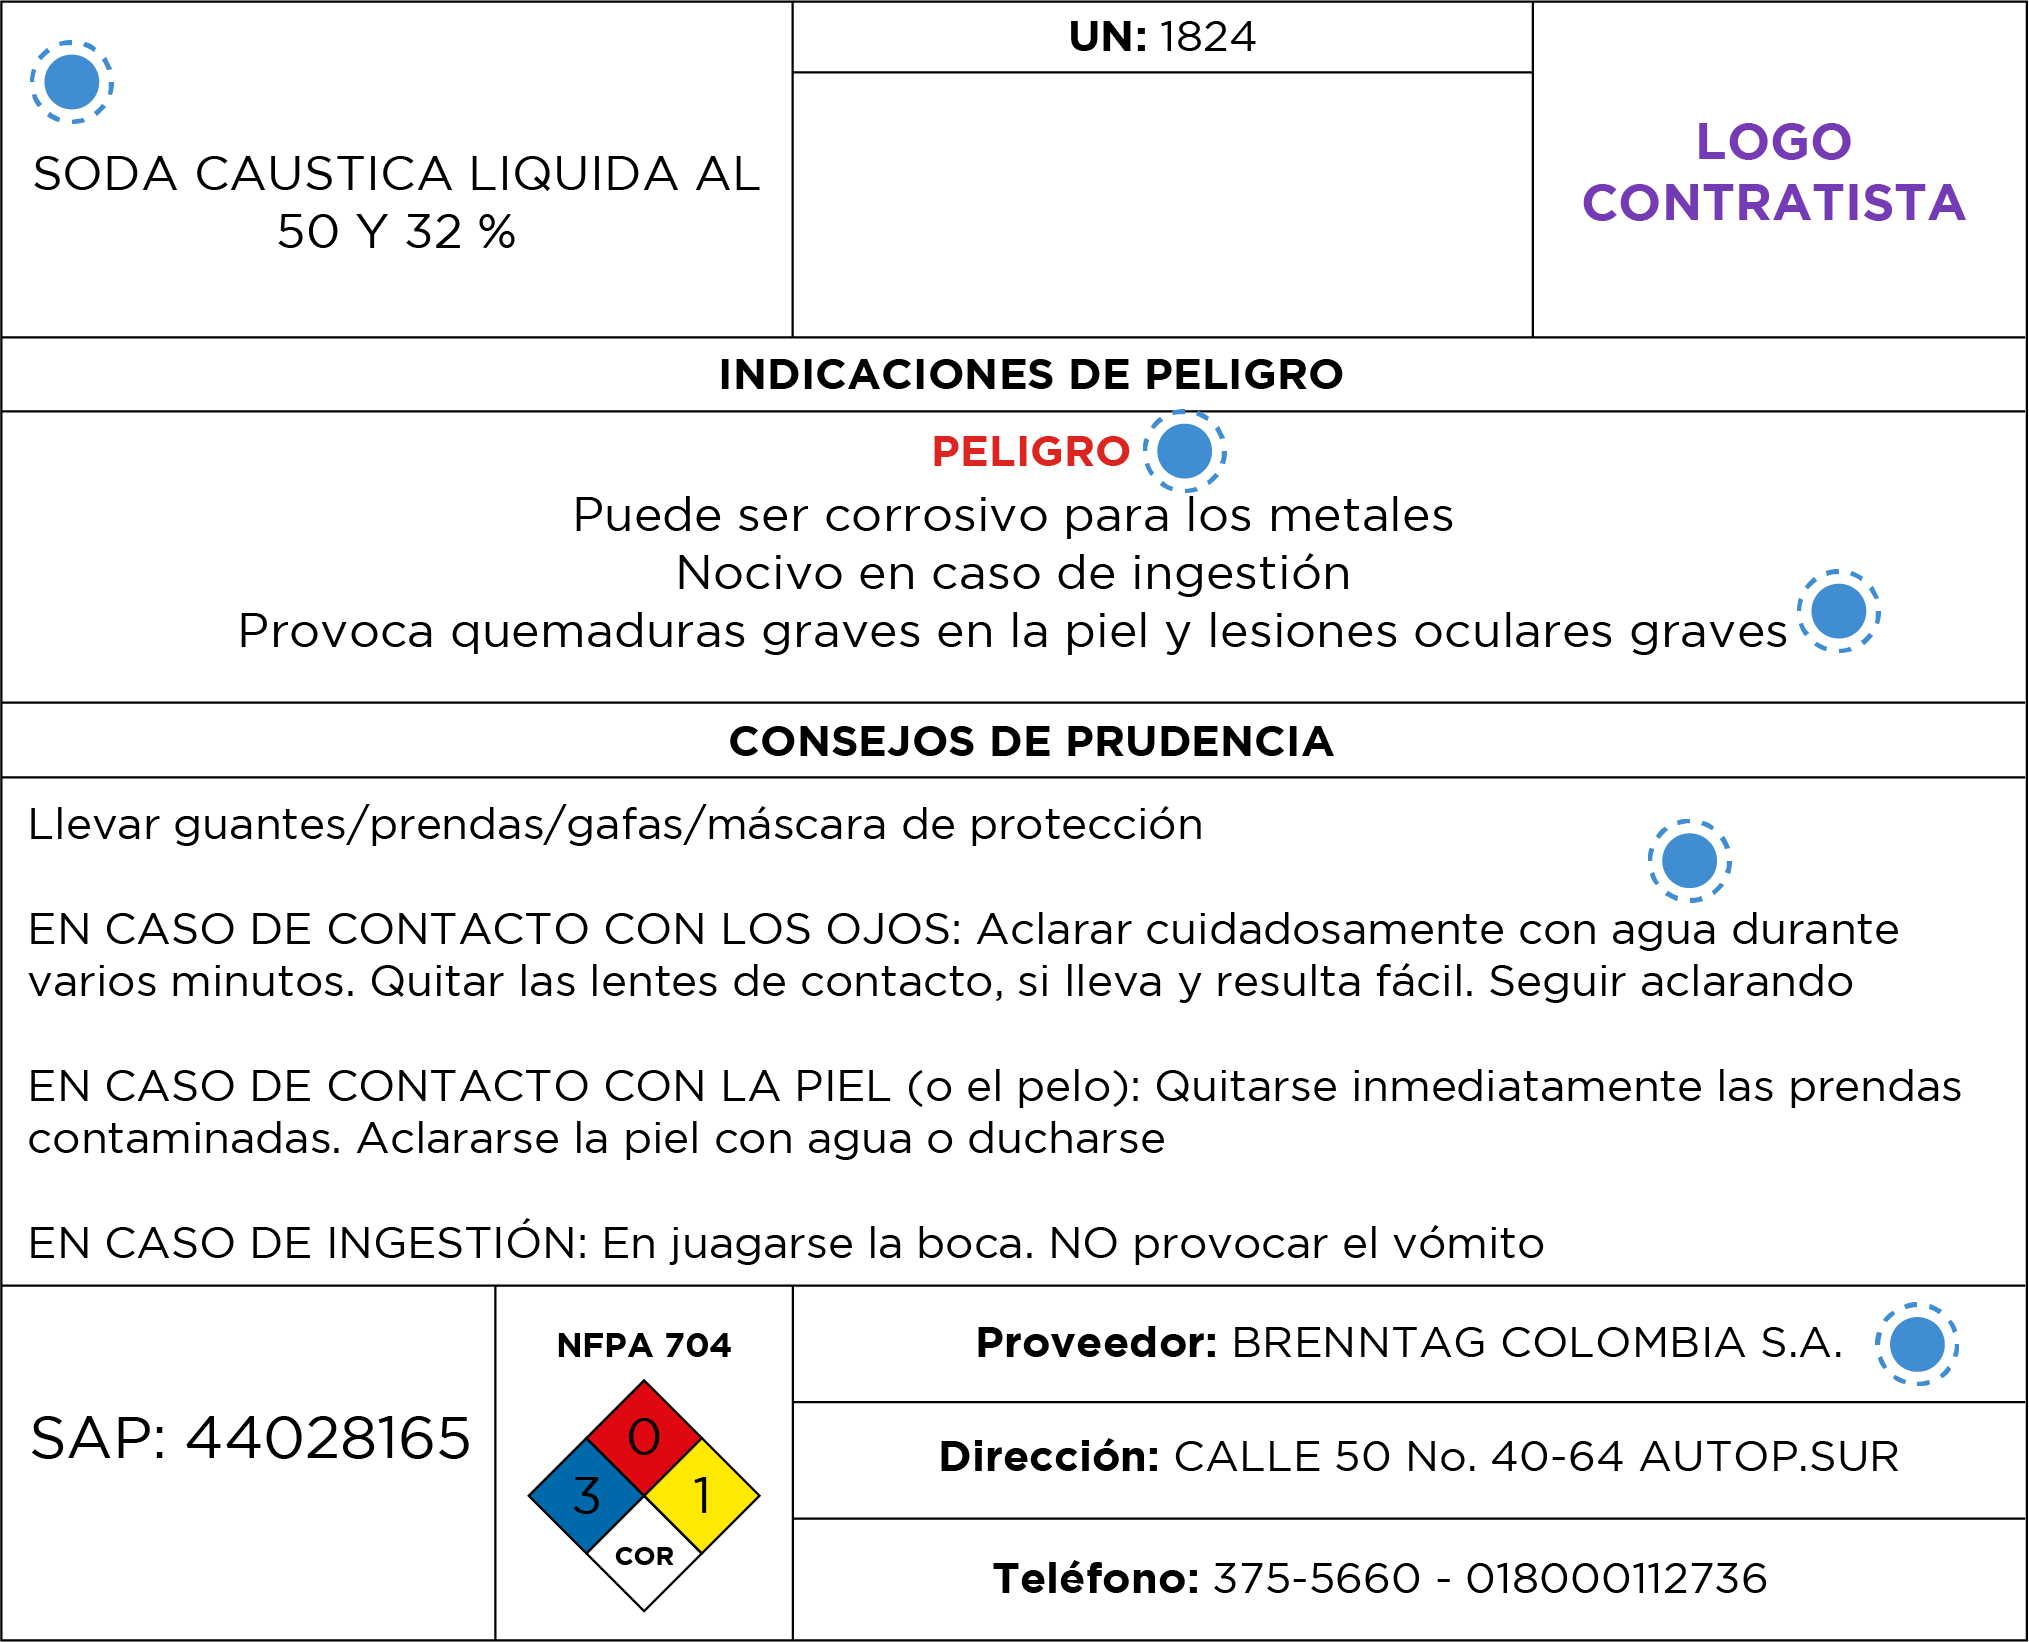 SODA CAUSTICA LIQUIDA AL
50 Y 32 %
UN: 1824
LOGO
CONTRATISTA
INDICACIONES DE PELIGRO
PELIGRO
Puede ser corrosivo para los metales
Nocivo en caso de ingestión
Provoca quemaduras graves en la piel y lesiones oculares graves
CONSEJOS DE PRUDENCIA
Llevar guantes/prendas/gafas/máscara de protección
EN CASO DE CONTACTO CON LOS OJOS: Aclarar cuidadosamente con agua durante
varios minutos. Quitar las lentes de contacto, si lleva y resulta fácil. Seguir aclarando
EN CASO DE CONTACTO CON LA PIEL (o el pelo): Quitarse inmediatamente las prendas
contaminadas. Aclararse la piel con agua o ducharse
EN CASO DE INGESTIÓN: En juagarse la boca. NO provocar el vómito
SAP: 44028165
NFPA 704
0
3
1
COR
Proveedor: BRENNTAG COLOMBIA S.A.
Dirección: CALLE 50 No. 40-64 AUTOP.SUR
Teléfono: 375-5660 - 018000112736